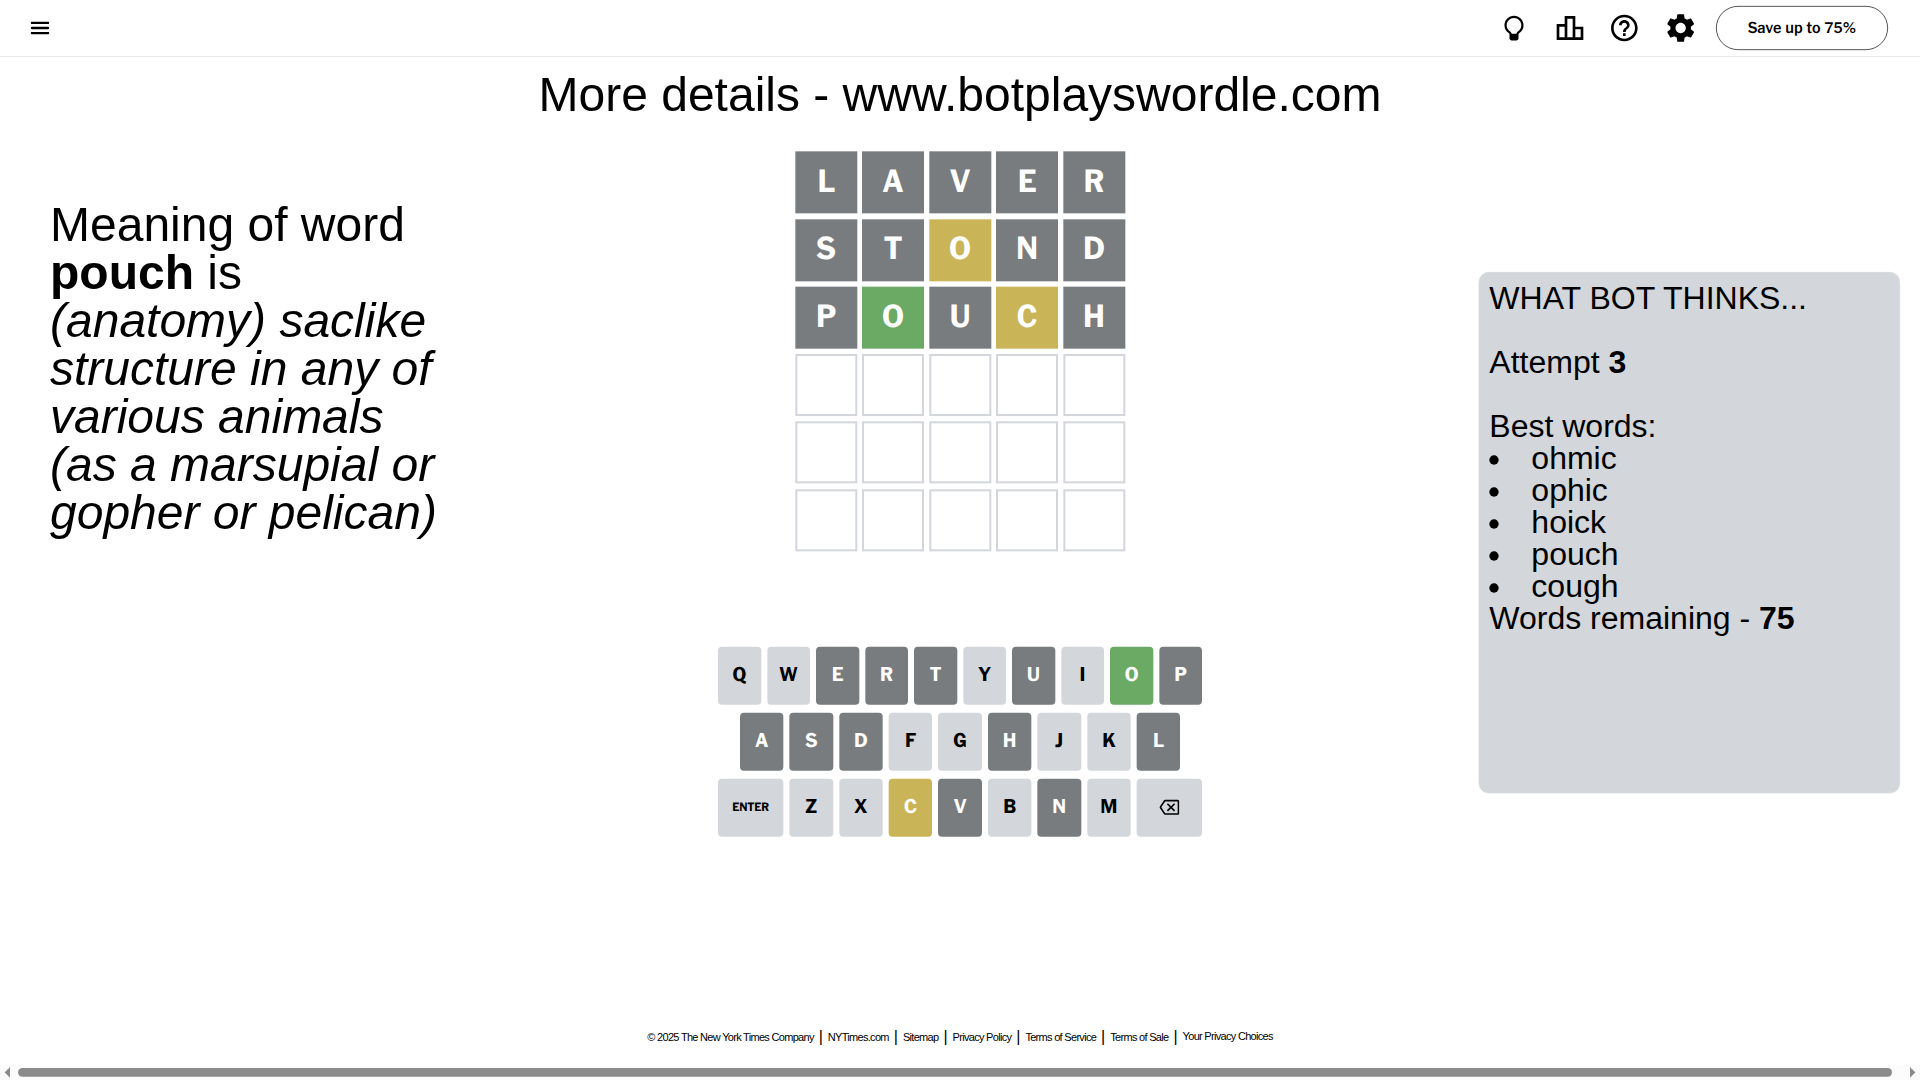 Save up to 75%
More details - www.botplayswordle.com
Meaning of word
pouch is
(anatomy) saclike
structure in any of
various animals
(as a marsupial or
gopher or pelican)
L A V E R
S T O N D
P O U C H
WHAT BOT THINKS...
Attempt 3
Best words:
• ohmic
• ophic
• hoick
• pouch
• cough
Words remaining - 75
Q W E R T Y U I O P
A S D F G H J K L
ENTER Z X C V B N M
© 2025 The New York Times Company | NYTimes.com | Sitemap | Privacy Policy | Terms of Service | Terms of Sale | Your Privacy Choices